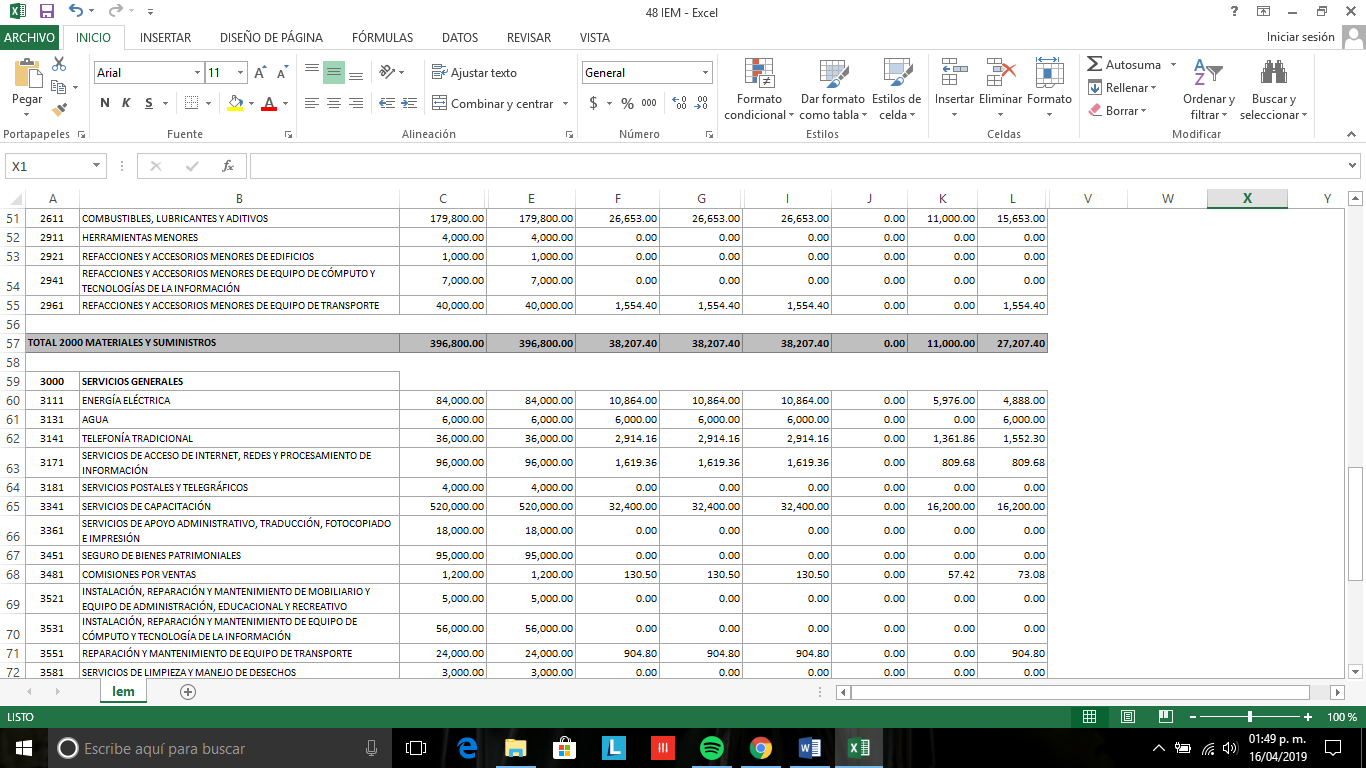 48 IEM - Excel
?
ARCHIVO INICIO INSERTAR DISEÑO DE PÁGINA FÓRMULAS DATOS REVISAR VISTA Iniciar sesión
Arial 11 A A Ajustar texto General Autosuma
Pegar N K S A Combinar y centrar $ % 000 Formato condicional Dar formato como tabla Estilos de celda Insertar Eliminar Formato Rellenar Borrar Ordenar y filtrar Buscar y seleccionar
Portapapeles Fuente Alineación Número Estilos Celdas Modificar
X1 fx
A B C E F G I J K L V W X Y
51 2611 COMBUSTIBLES, LUBRICANTES Y ADITIVOS 179,800.00 179,800.00 26,653.00 26,653.00 26,653.00 0.00 11,000.00 15,653.00
52 2911 HERRAMIENTAS MENORES 4,000.00 4,000.00 0.00 0.00 0.00 0.00 0.00 0.00
53 2921 REFACCIONES Y ACCESORIOS MENORES DE EDIFICIOS 1,000.00 1,000.00 0.00 0.00 0.00 0.00 0.00 0.00
54 2941 REFACCIONES Y ACCESORIOS MENORES DE EQUIPO DE CÓMPUTO Y
TECNOLOGÍAS DE LA INFORMACIÓN 7,000.00 7,000.00 0.00 0.00 0.00 0.00 0.00 0.00
55 2961 REFACCIONES Y ACCESORIOS MENORES DE EQUIPO DE TRANSPORTE 40,000.00 40,000.00 1,554.40 1,554.40 1,554.40 0.00 0.00 1,554.40
56
57 TOTAL 2000 MATERIALES Y SUMINISTROS 396,800.00 396,800.00 38,207.40 38,207.40 38,207.40 0.00 11,000.00 27,207.40
58
59 3000 SERVICIOS GENERALES
60 3111 ENERGÍA ELÉCTRICA 84,000.00 84,000.00 10,864.00 10,864.00 10,864.00 0.00 5,976.00 4,888.00
61 3131 AGUA 6,000.00 6,000.00 6,000.00 6,000.00 6,000.00 0.00 0.00 6,000.00
62 3141 TELEFONÍA TRADICIONAL 36,000.00 36,000.00 2,914.16 2,914.16 2,914.16 0.00 1,361.86 1,552.30
63 3171 SERVICIOS DE ACCESO DE INTERNET, REDES Y PROCESAMIENTO DE
INFORMACIÓN 96,000.00 96,000.00 1,619.36 1,619.36 1,619.36 0.00 809.68 809.68
64 3181 SERVICIOS POSTALES Y TELEGRÁFICOS 4,000.00 4,000.00 0.00 0.00 0.00 0.00 0.00 0.00
65 3341 SERVICIOS DE CAPACITACIÓN 520,000.00 520,000.00 32,400.00 32,400.00 32,400.00 0.00 16,200.00 16,200.00
66 3361 SERVICIOS DE APOYO ADMINISTRATIVO, TRADUCCIÓN, FOTOCOPIADO
E IMPRESIÓN 18,000.00 18,000.00 0.00 0.00 0.00 0.00 0.00 0.00
67 3451 SEGURO DE BIENES PATRIMONIALES 95,000.00 95,000.00 0.00 0.00 0.00 0.00 0.00 0.00
68 3481 COMISIONES POR VENTAS 1,200.00 1,200.00 130.50 130.50 130.50 0.00 57.42 73.08
69 3521 INSTALACIÓN, REPARACIÓN Y MANTENIMIENTO DE MOBILIARIO Y
EQUIPO DE ADMINISTRACIÓN, EDUCACIONAL Y RECREATIVO 5,000.00 5,000.00 0.00 0.00 0.00 0.00 0.00 0.00
70 3531 INSTALACIÓN, REPARACIÓN Y MANTENIMIENTO DE EQUIPO DE
CÓMPUTO Y TECNOLOGÍA DE LA INFORMACIÓN 56,000.00 56,000.00 0.00 0.00 0.00 0.00 0.00 0.00
71 3551 REPARACIÓN Y MANTENIMIENTO DE EQUIPO DE TRANSPORTE 24,000.00 24,000.00 904.80 904.80 904.80 0.00 0.00 904.80
72 3581 SERVICIOS DE LIMPIEZA Y MANEJO DE DESECHOS 3,000.00 3,000.00 0.00 0.00 0.00 0.00 0.00 0.00
Iem
LISTO 100 %
Escribe aquí para buscar 01:49 p. m.
16/04/2019